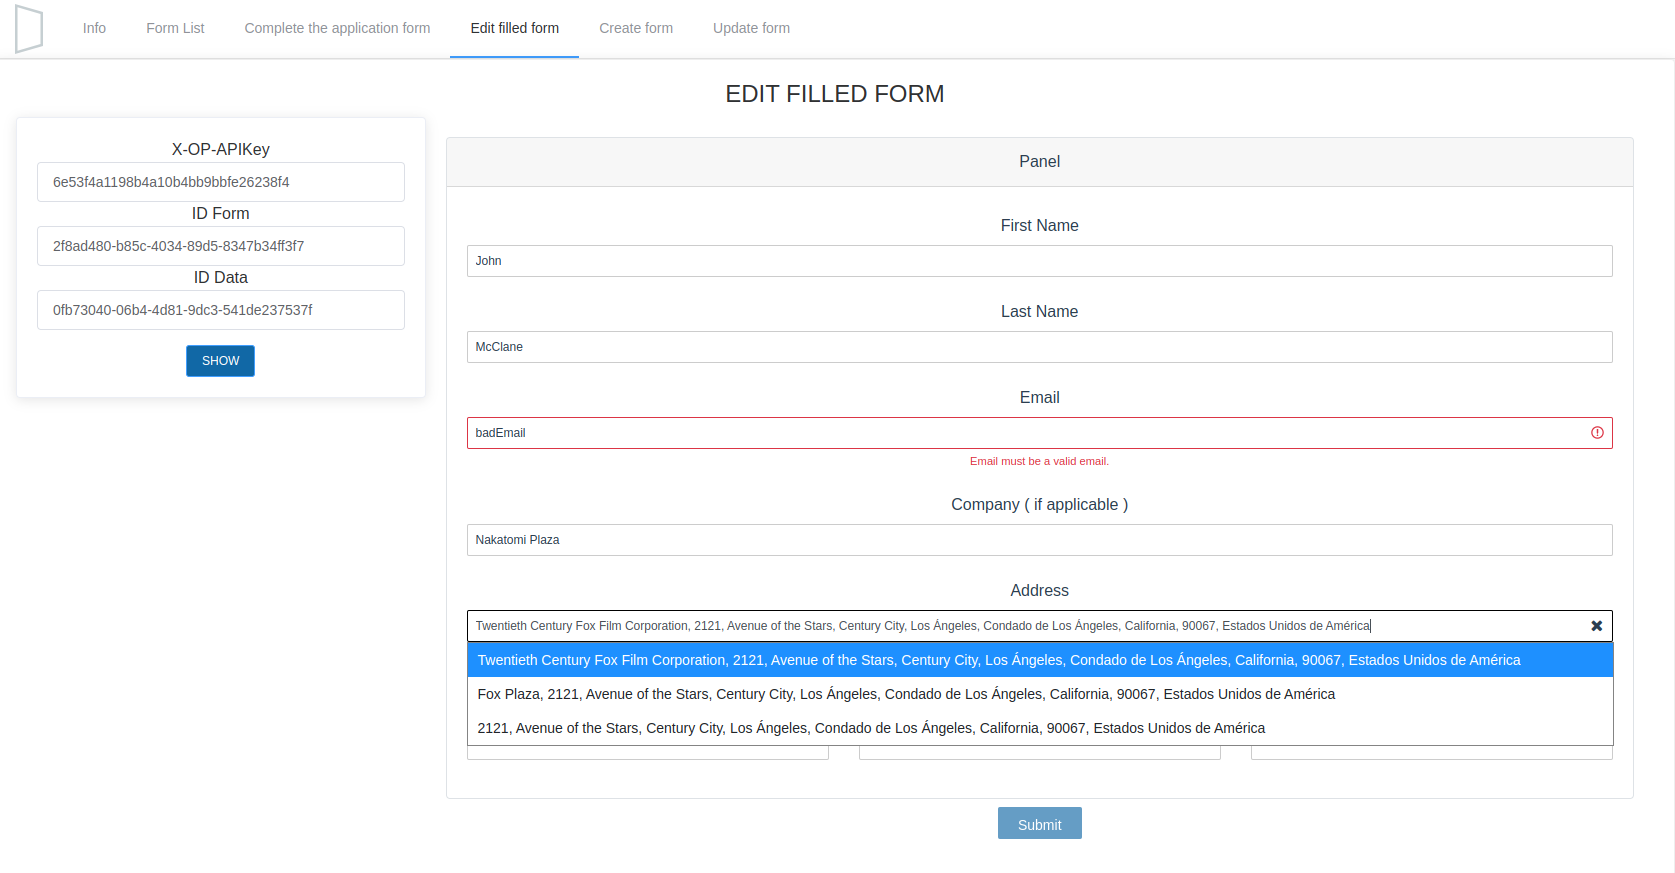 Info
Form List
Complete the application form
Edit filled form
Create form
Update form
EDIT FILLED FORM
X-OP-APIKey
6e53f4a1198b4a10b4bb9bbfe26238f4
ID Form
2f8ad480-b85c-4034-89d5-8347b34ff3f7
ID Data
0fb73040-06b4-4d81-9dc3-541de237537f
SHOW
Panel
First Name
John
Last Name
McClane
Email
badEmail
Email must be a valid email.
Company ( if applicable )
Nakatomi Plaza
Address
Twentieth Century Fox Film Corporation, 2121, Avenue of the Stars, Century City, Los Ángeles, Condado de Los Ángeles, California, 90067, Estados Unidos de América
Twentieth Century Fox Film Corporation, 2121, Avenue of the Stars, Century City, Los Ángeles, Condado de Los Ángeles, California, 90067, Estados Unidos de América
Fox Plaza, 2121, Avenue of the Stars, Century City, Los Ángeles, Condado de Los Ángeles, California, 90067, Estados Unidos de América
2121, Avenue of the Stars, Century City, Los Ángeles, Condado de Los Ángeles, California, 90067, Estados Unidos de América
Submit